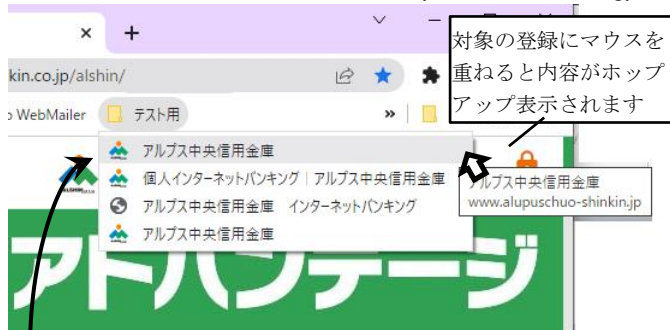 対象の登録にマウスを
重ねると内容がホップ
アップ表示されます
kin.co.jp/alshin/
WebMailer
テスト用
»
アルプス中央信用金庫
個人インターネットバンキング | アルプス中央信用金庫
アルプス中央信用金庫 インターネットバンキング
アルプス中央信用金庫
アルプス中央信用金庫
www.alupuschuo-shinkin.jp
アドバンテージ